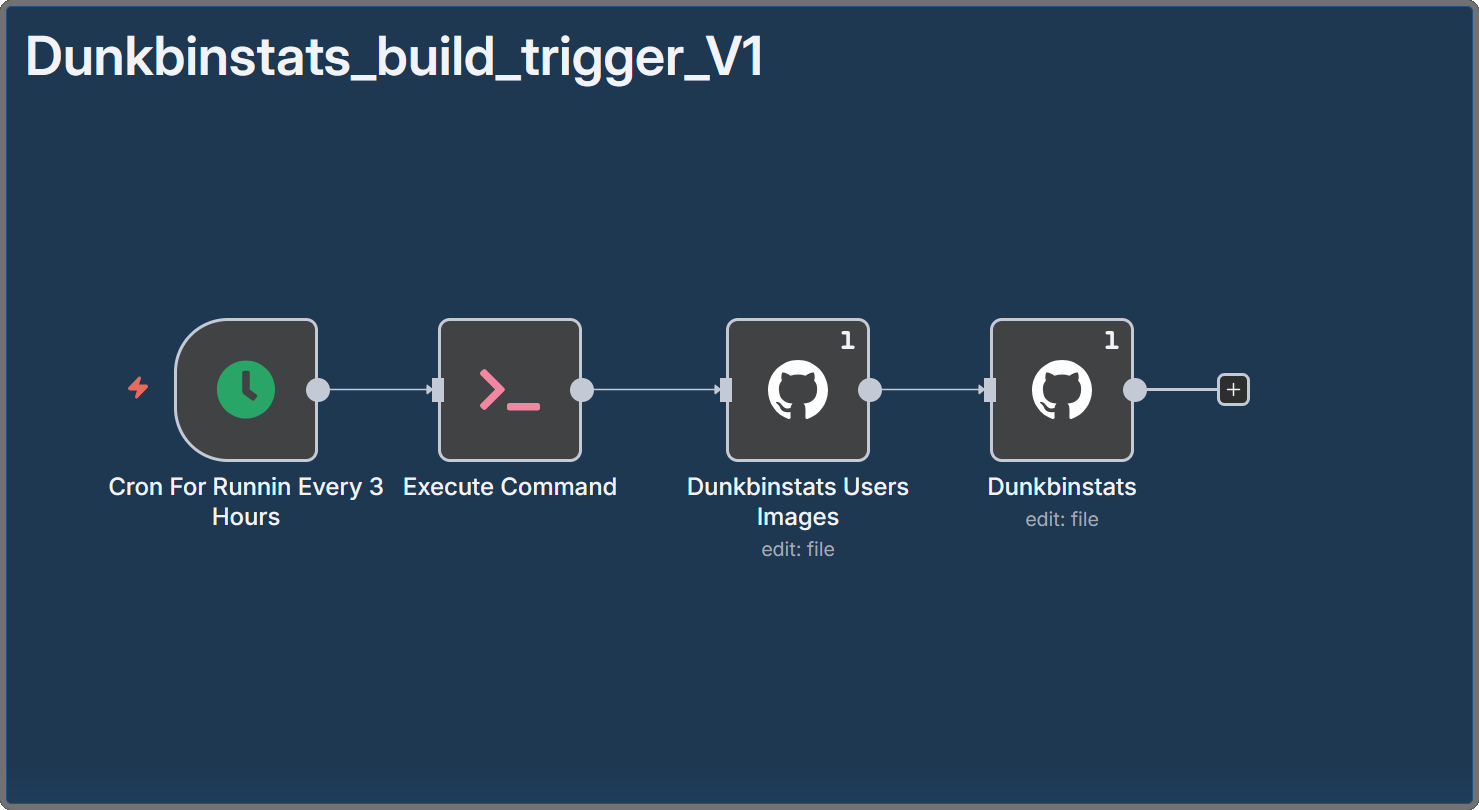 Dunkbinstats_build_trigger_V1
1
1
Cron For Runnin Every 3
Hours
Execute Command
Dunkbinstats Users
Images
edit: file
Dunkbinstats
edit: file